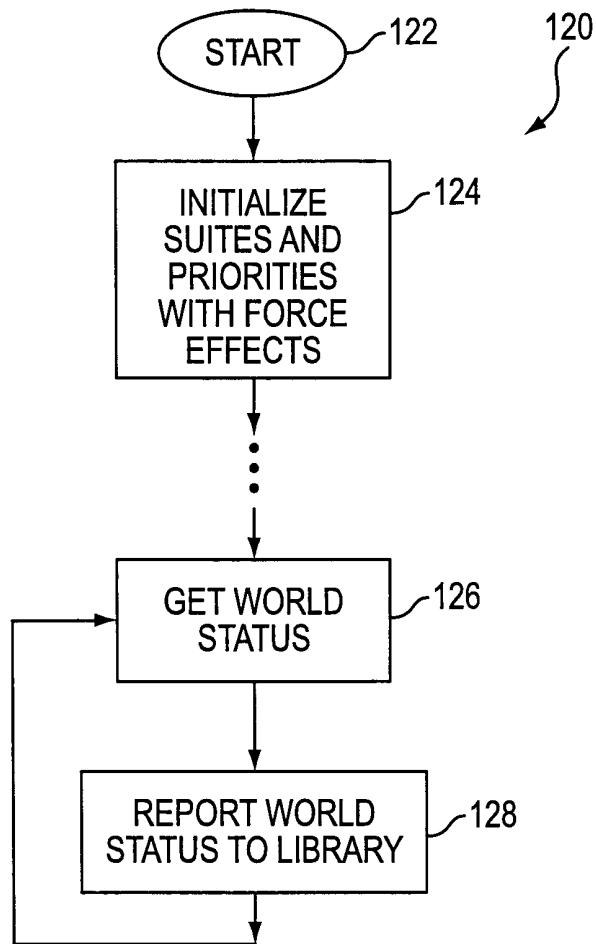 START
122
120
INITIALIZE
SUITES AND
PRIORITIES
WITH FORCE
EFFECTS
124
GET WORLD
STATUS
126
REPORT WORLD
STATUS TO LIBRARY
128